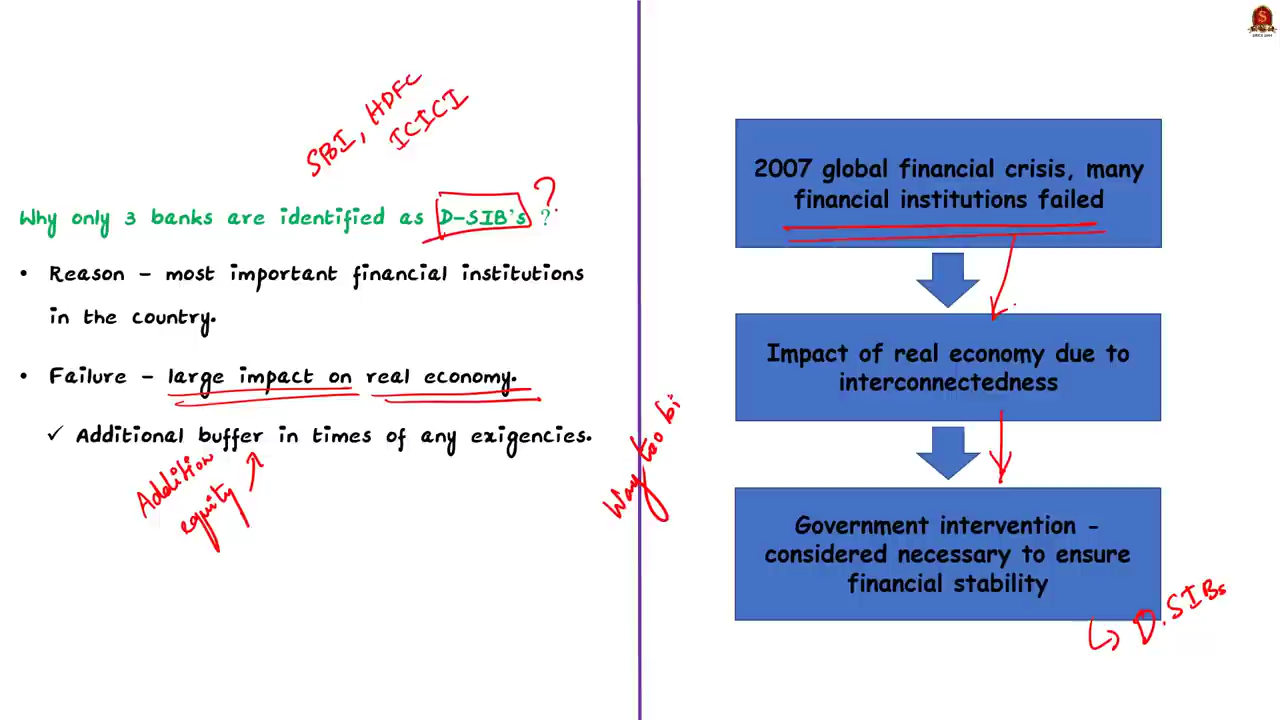 SBI, HDFC
ICICI
Why only 3 banks are identified as D-SIB's ?
?
• Reason – most important financial institutions
in the country.
• Failure – large impact on real economy.
✓ Additional buffer in times of any exigencies.
Addition
equity
Way too bi
2007 global financial crisis, many
financial institutions failed
Impact of real economy due to
interconnectedness
Government intervention -
considered necessary to ensure
financial stability
D.SIBs